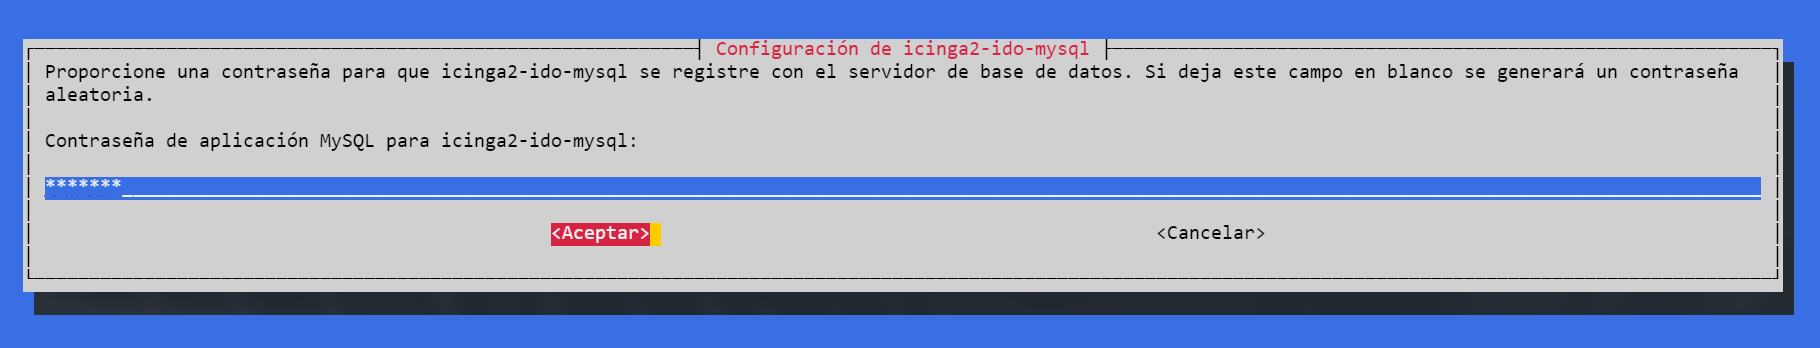 Configuración de icinga2-ido-mysql
Proporcione una contraseña para que icinga2-ido-mysql se registre con el servidor de base de datos. Si deja este campo en blanco se generará un contraseña
aleatoria.
Contraseña de aplicación MySQL para icinga2-ido-mysql:
*******
<Aceptar> <Cancelar>